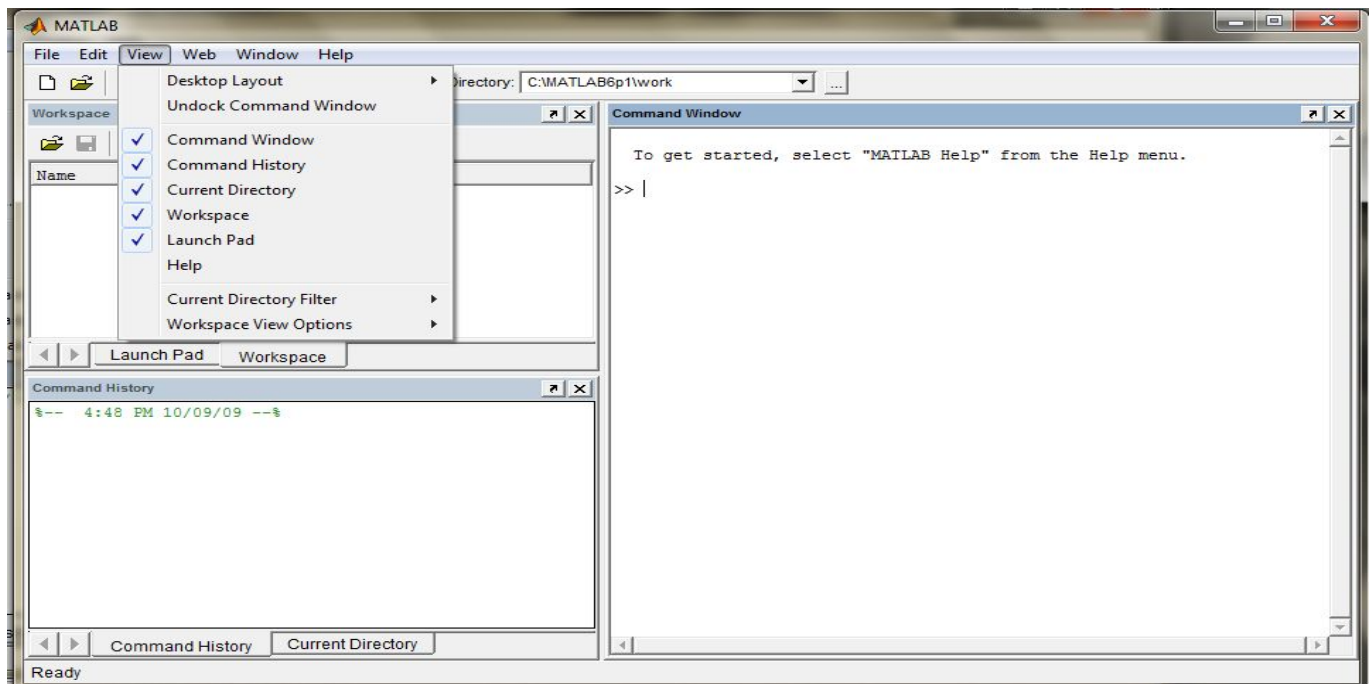 MATLAB
File Edit View Web Window Help
Directory: C:\MATLAB6p1\work ...
Desktop Layout
Undock Command Window
Command Window
Command History
Current Directory
Workspace
Launch Pad
Help
Current Directory Filter
Workspace View Options
Workspace
Name
Launch Pad Workspace
Command History
%-- 4:48 PM 10/09/09 --%
Command History Current Directory
Command Window
To get started, select "MATLAB Help" from the Help menu.
>>
Ready